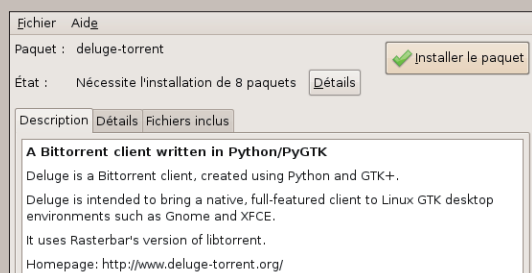 Fichier Aide
Paquet : deluge-torrent
Installer le paquet
État : Nécessite l'installation de 8 paquets Détails
Description Détails Fichiers inclus
A Bittorrent client written in Python/PyGTK
Deluge is a Bittorrent client, created using Python and GTK+.
Deluge is intended to bring a native, full-featured client to Linux GTK desktop
environments such as Gnome and XFCE.
It uses Rasterbar's version of libtorrent.
Homepage: http://www.deluge-torrent.org/